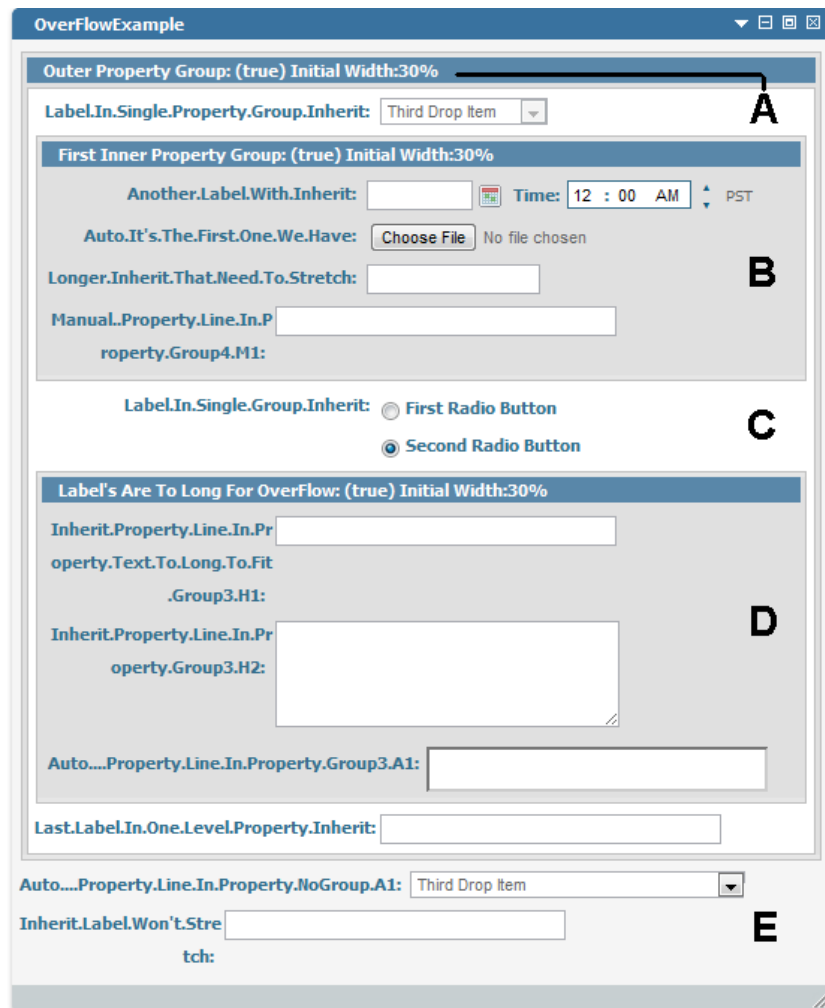 OverFlowExample
Outer Property Group: (true) Initial Width:30%
A
Label.In.Single.Property.Group.Inherit: Third Drop Item
First Inner Property Group: (true) Initial Width:30%
Another.Label.With.Inherit: Time: 12 : 00 AM PST
Auto.It's.The.First.One.We.Have: Choose File No file chosen
B
Longer.Inherit.That.Need.To.Stretch:
Manual..Property.Line.In.P
roperty.Group4.M1:
Label.In.Single.Group.Inherit: First Radio Button
C
Second Radio Button
Label's Are To Long For OverFlow: (true) Initial Width:30%
Inherit.Property.Line.In.Pr
operty.Text.To.Long.To.Fit
.Group3.H1:
D
Inherit.Property.Line.In.Pr
operty.Group3.H2:
Auto....Property.Line.In.Property.Group3.A1:
Last.Label.In.One.Level.Property.Inherit:
Auto....Property.Line.In.Property.NoGroup.A1: Third Drop Item
Inherit.Label.Won't.Stre
tch:
E